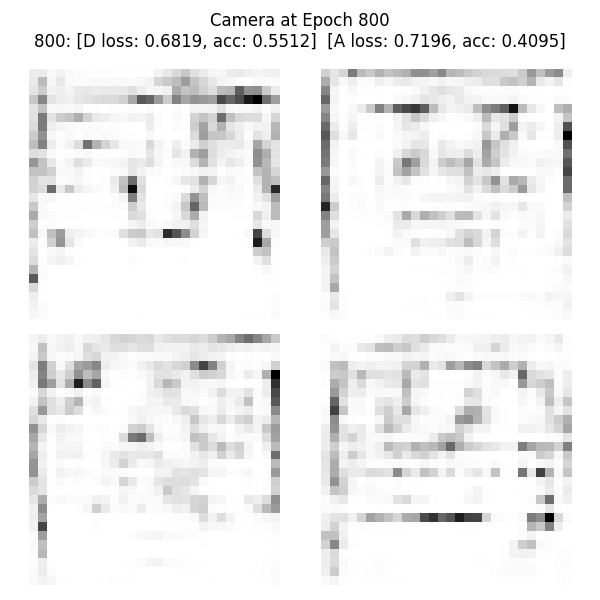 Camera at Epoch 800
800: [D loss: 0.6819, acc: 0.5512]  [A loss: 0.7196, acc: 0.4095]